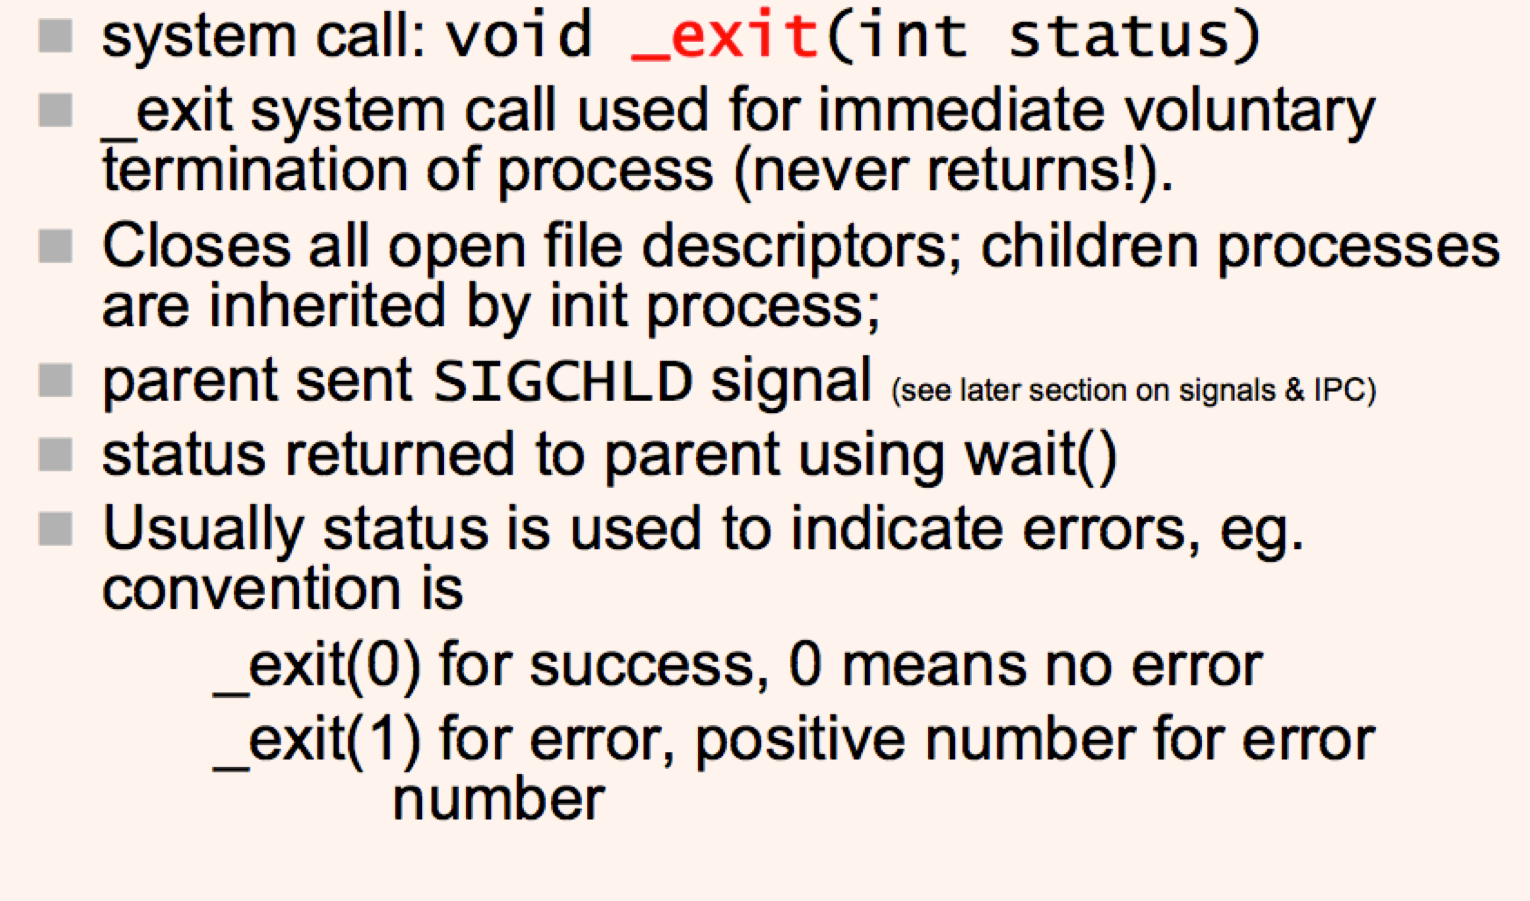 system call: void _exit(int status)
_exit system call used for immediate voluntary
termination of process (never returns!).
Closes all open file descriptors; children processes
are inherited by init process;
parent sent SIGCHLD signal (see later section on signals & IPC)
status returned to parent using wait()
Usually status is used to indicate errors, eg.
convention is
_exit(0) for success, 0 means no error
_exit(1) for error, positive number for error
number